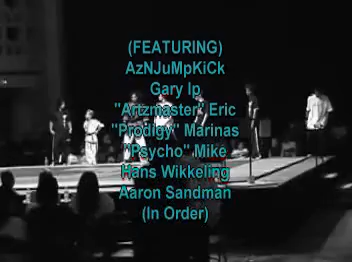 (FEATURING)
AzNJuMpKiCk
Gary Ip
"Artzmaster" Eric
"Prodigy" Marinas
"Psycho" Mike
Hans Wikkeling
Aaron Sandman
(In Order)